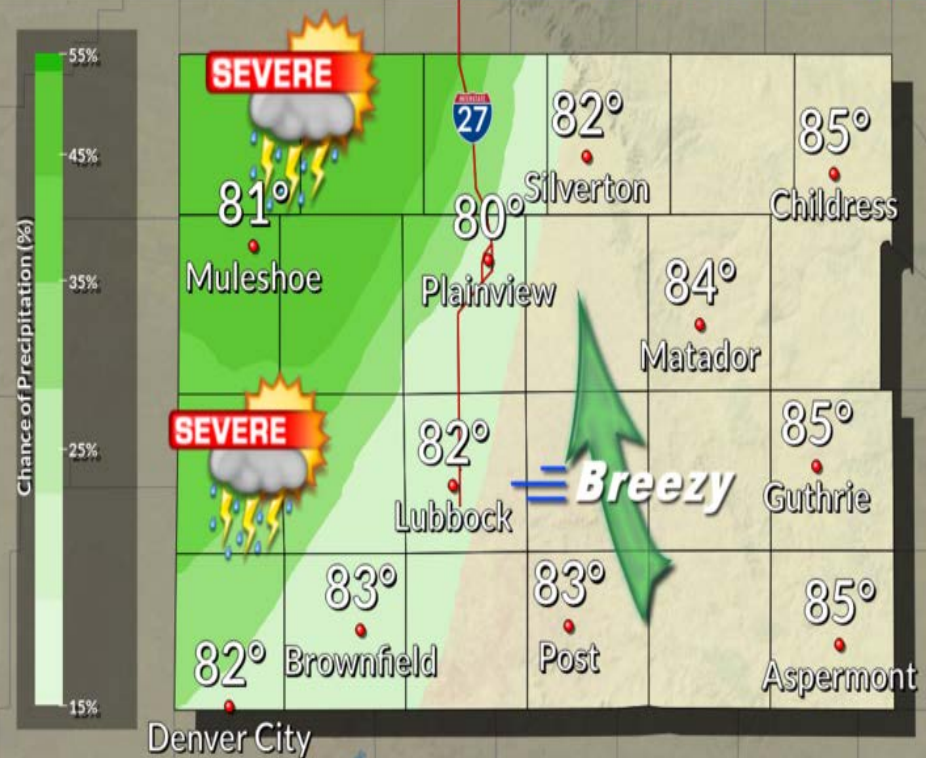 55%
45%
35%
25%
15%
Chance of Precipitation (%)
SEVERE
INTERSTATE
27
82°
Silverton
85°
Childress
81°
Muleshoe
80°
Plainview
84°
Matador
SEVERE
82°
Lubbock
Breezy
85°
Guthrie
83°
Brownfield
83°
Post
85°
Aspermont
82°
Denver City